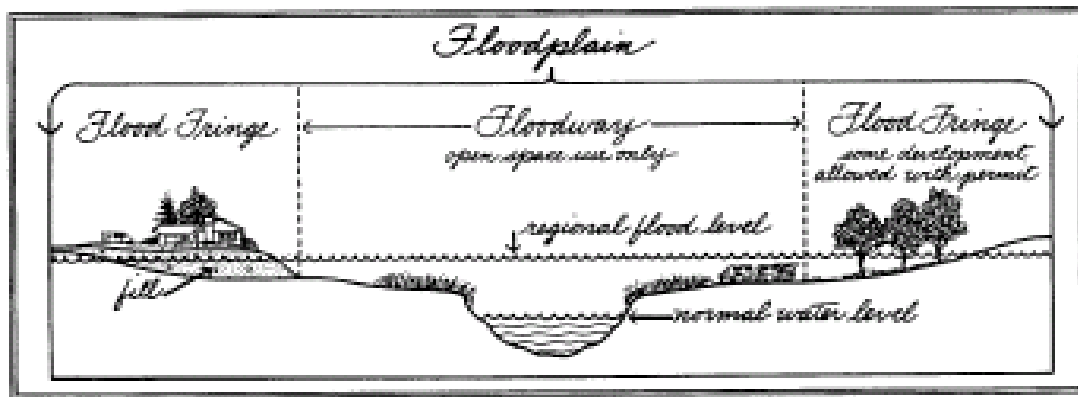 Floodplain
Flood Fringe
Floodway
open space use only
Flood Fringe
some development
allowed with permit
regional flood level
fill
normal water level